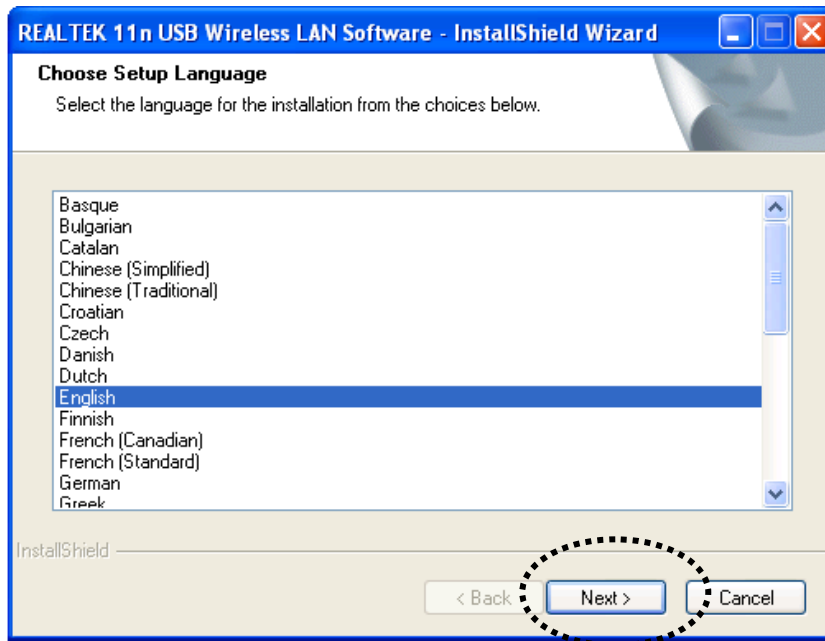 REALTEK 11n USB Wireless LAN Software - InstallShield Wizard
Choose Setup Language
Select the language for the installation from the choices below.
Basque
Bulgarian
Catalan
Chinese (Simplified)
Chinese (Traditional)
Croatian
Czech
Danish
Dutch
English
Finnish
French (Canadian)
French (Standard)
German
Greek
InstallShield
< Back
Next >
Cancel